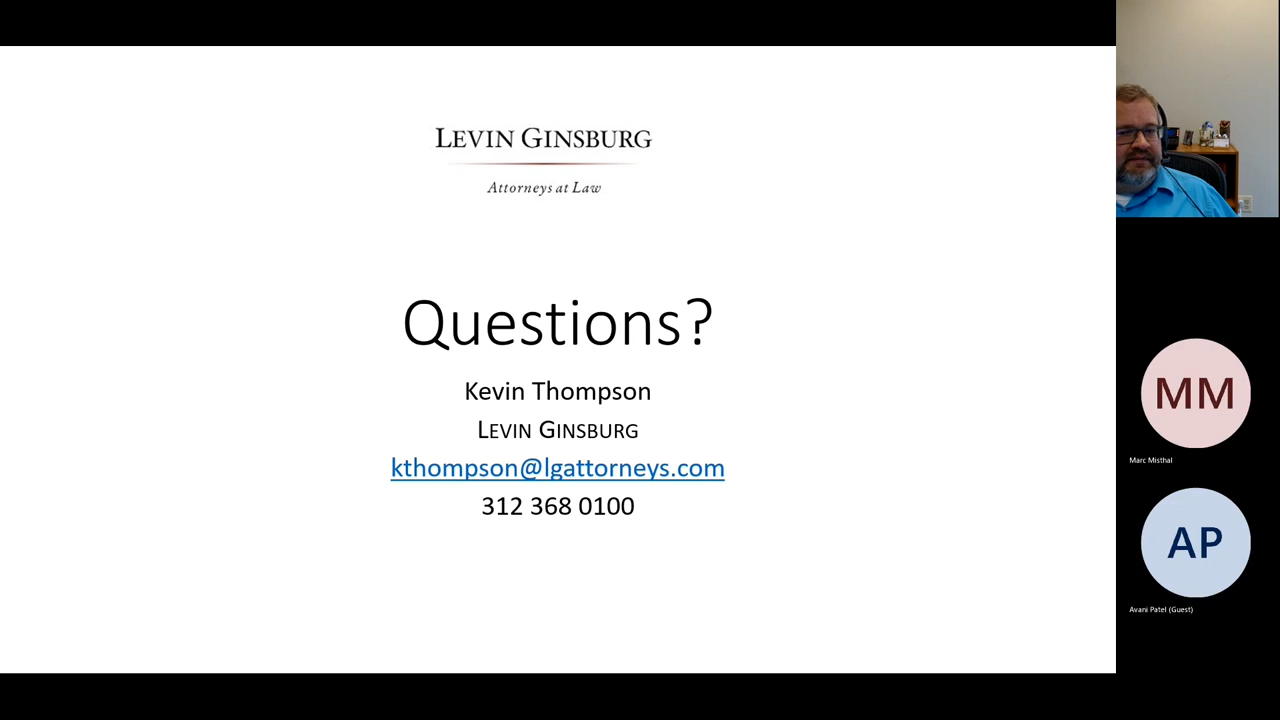 LEVIN GINSBURG
Attorneys at Law
Questions?
Kevin Thompson
LEVIN GINSBURG
kthompson@lgattorneys.com
312 368 0100
MM
Marc Misthal
AP
Avani Patel (Guest)